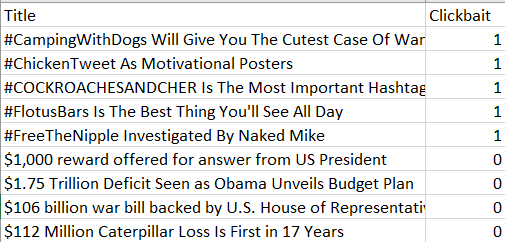 Title Clickbait
#CampingWithDogs Will Give You The Cutest Case Of War 1
#ChickenTweet As Motivational Posters 1
#COCKROACHESANDCHER Is The Most Important Hashtag 1
#FlotusBars Is The Best Thing You'll See All Day 1
#FreeTheNipple Investigated By Naked Mike 1
$1,000 reward offered for answer from US President 0
$1.75 Trillion Deficit Seen as Obama Unveils Budget Plan 0
$106 billion war bill backed by U.S. House of Representativ 0
$112 Million Caterpillar Loss Is First in 17 Years 0